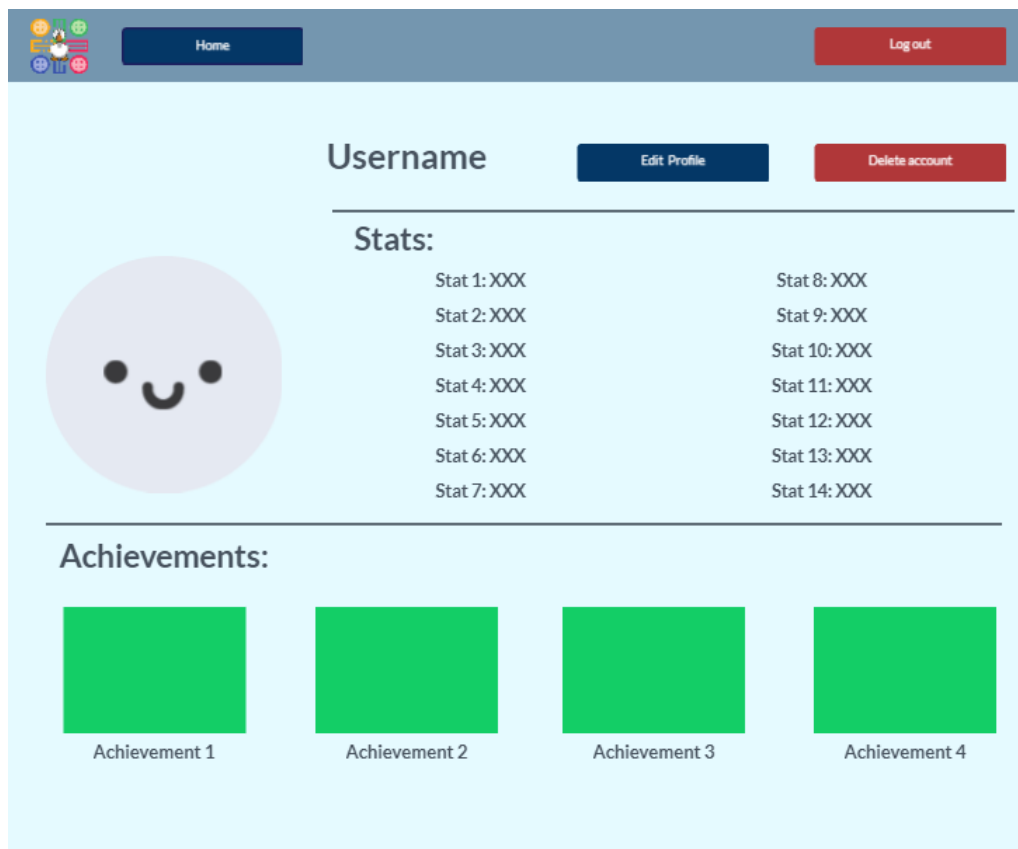 Home
Log out
Username
Edit Profile
Delete account
Stats:
Stat 1: XXX
Stat 2: XXX
Stat 3: XXX
Stat 4: XXX
Stat 5: XXX
Stat 6: XXX
Stat 7: XXX
Stat 8: XXX
Stat 9: XXX
Stat 10: XXX
Stat 11: XXX
Stat 12: XXX
Stat 13: XXX
Stat 14: XXX
Achievements:
Achievement 1
Achievement 2
Achievement 3
Achievement 4